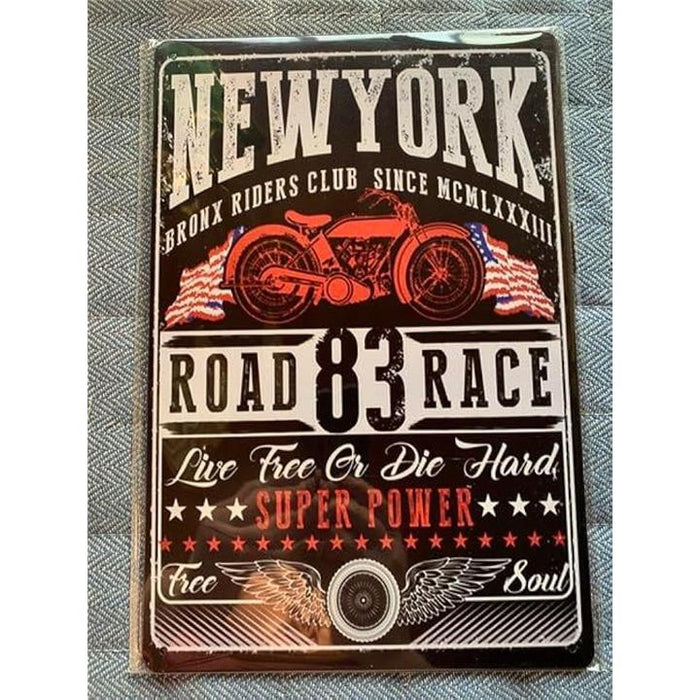 NEWYORK
BRONX RIDERS CLUB SINCE MCMLXXXIII
ROAD 83 RACE
Live Free Or Die Hard
SUPER POWER
Free Soul